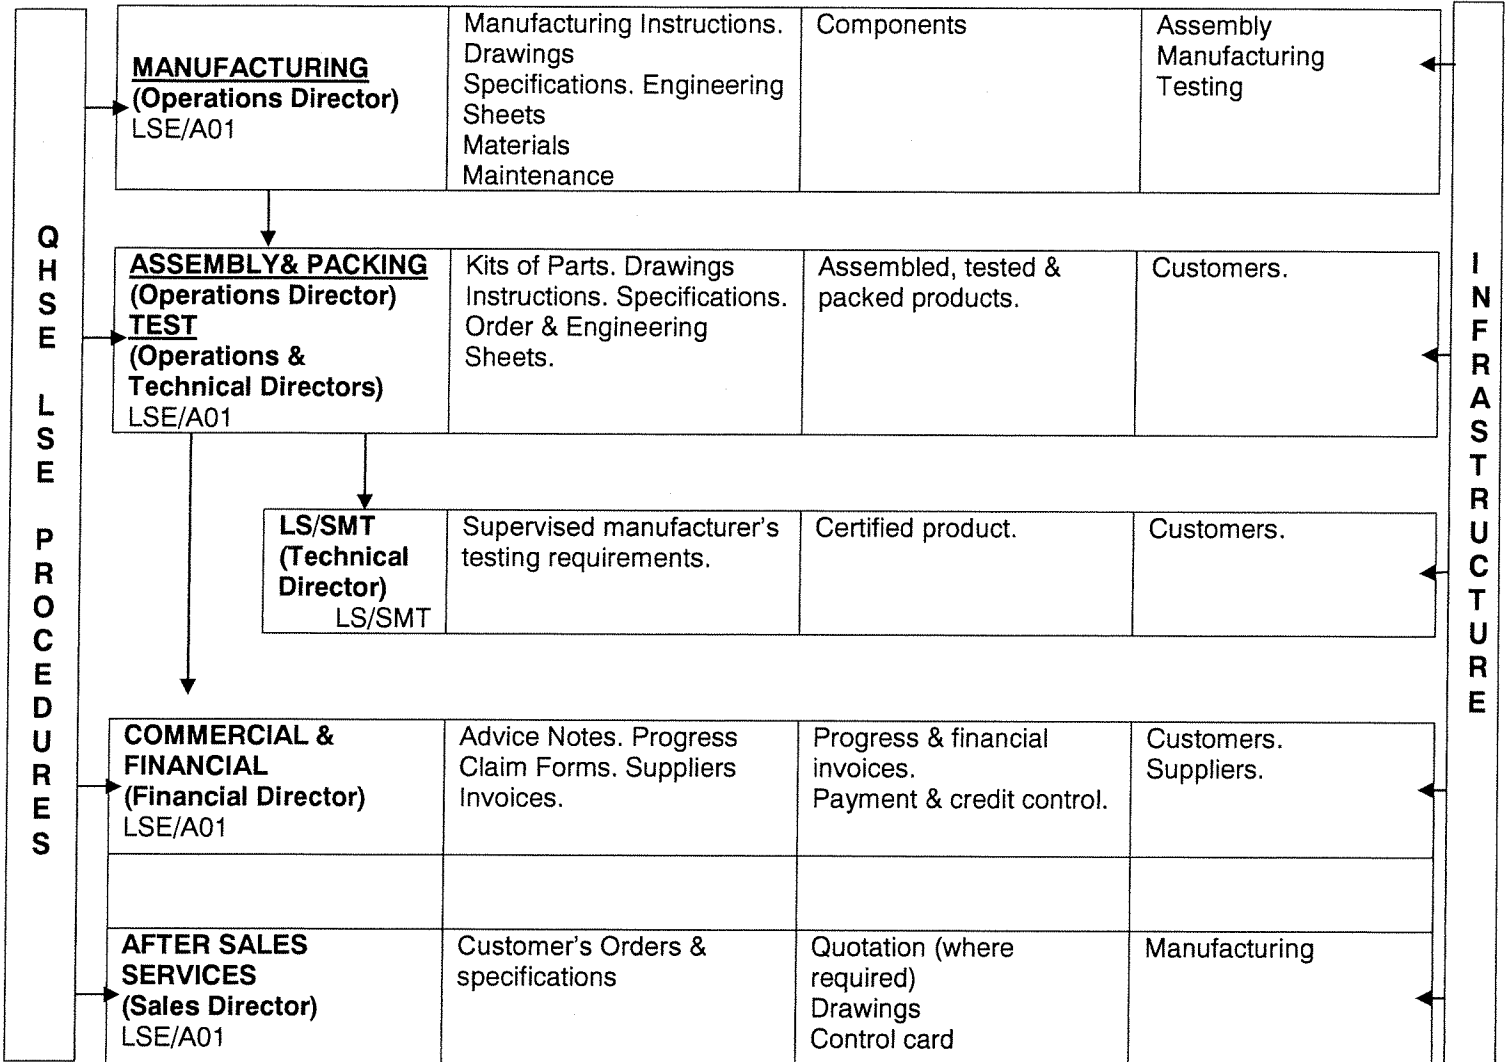 QHSE LSE PROCEDURES
MANUFACTURING
(Operations Director)
LSE/A01
Manufacturing Instructions.
Drawings
Specifications. Engineering
Sheets
Materials
Maintenance
Components
Assembly
Manufacturing
Testing
ASSEMBLY& PACKING
(Operations Director)
TEST
(Operations &
Technical Directors)
LSE/A01
Kits of Parts. Drawings
Instructions. Specifications.
Order & Engineering
Sheets.
Assembled, tested &
packed products.
Customers.
LS/SMT
(Technical
Director)
LS/SMT
Supervised manufacturer's
testing requirements.
Certified product.
Customers.
COMMERCIAL &
FINANCIAL
(Financial Director)
LSE/A01
Advice Notes. Progress
Claim Forms. Suppliers
Invoices.
Progress & financial
invoices.
Payment & credit control.
Customers.
Suppliers.
AFTER SALES
SERVICES
(Sales Director)
LSE/A01
Customer's Orders &
specifications
Quotation (where
required)
Drawings
Control card
Manufacturing
INFRASTRUCTURE